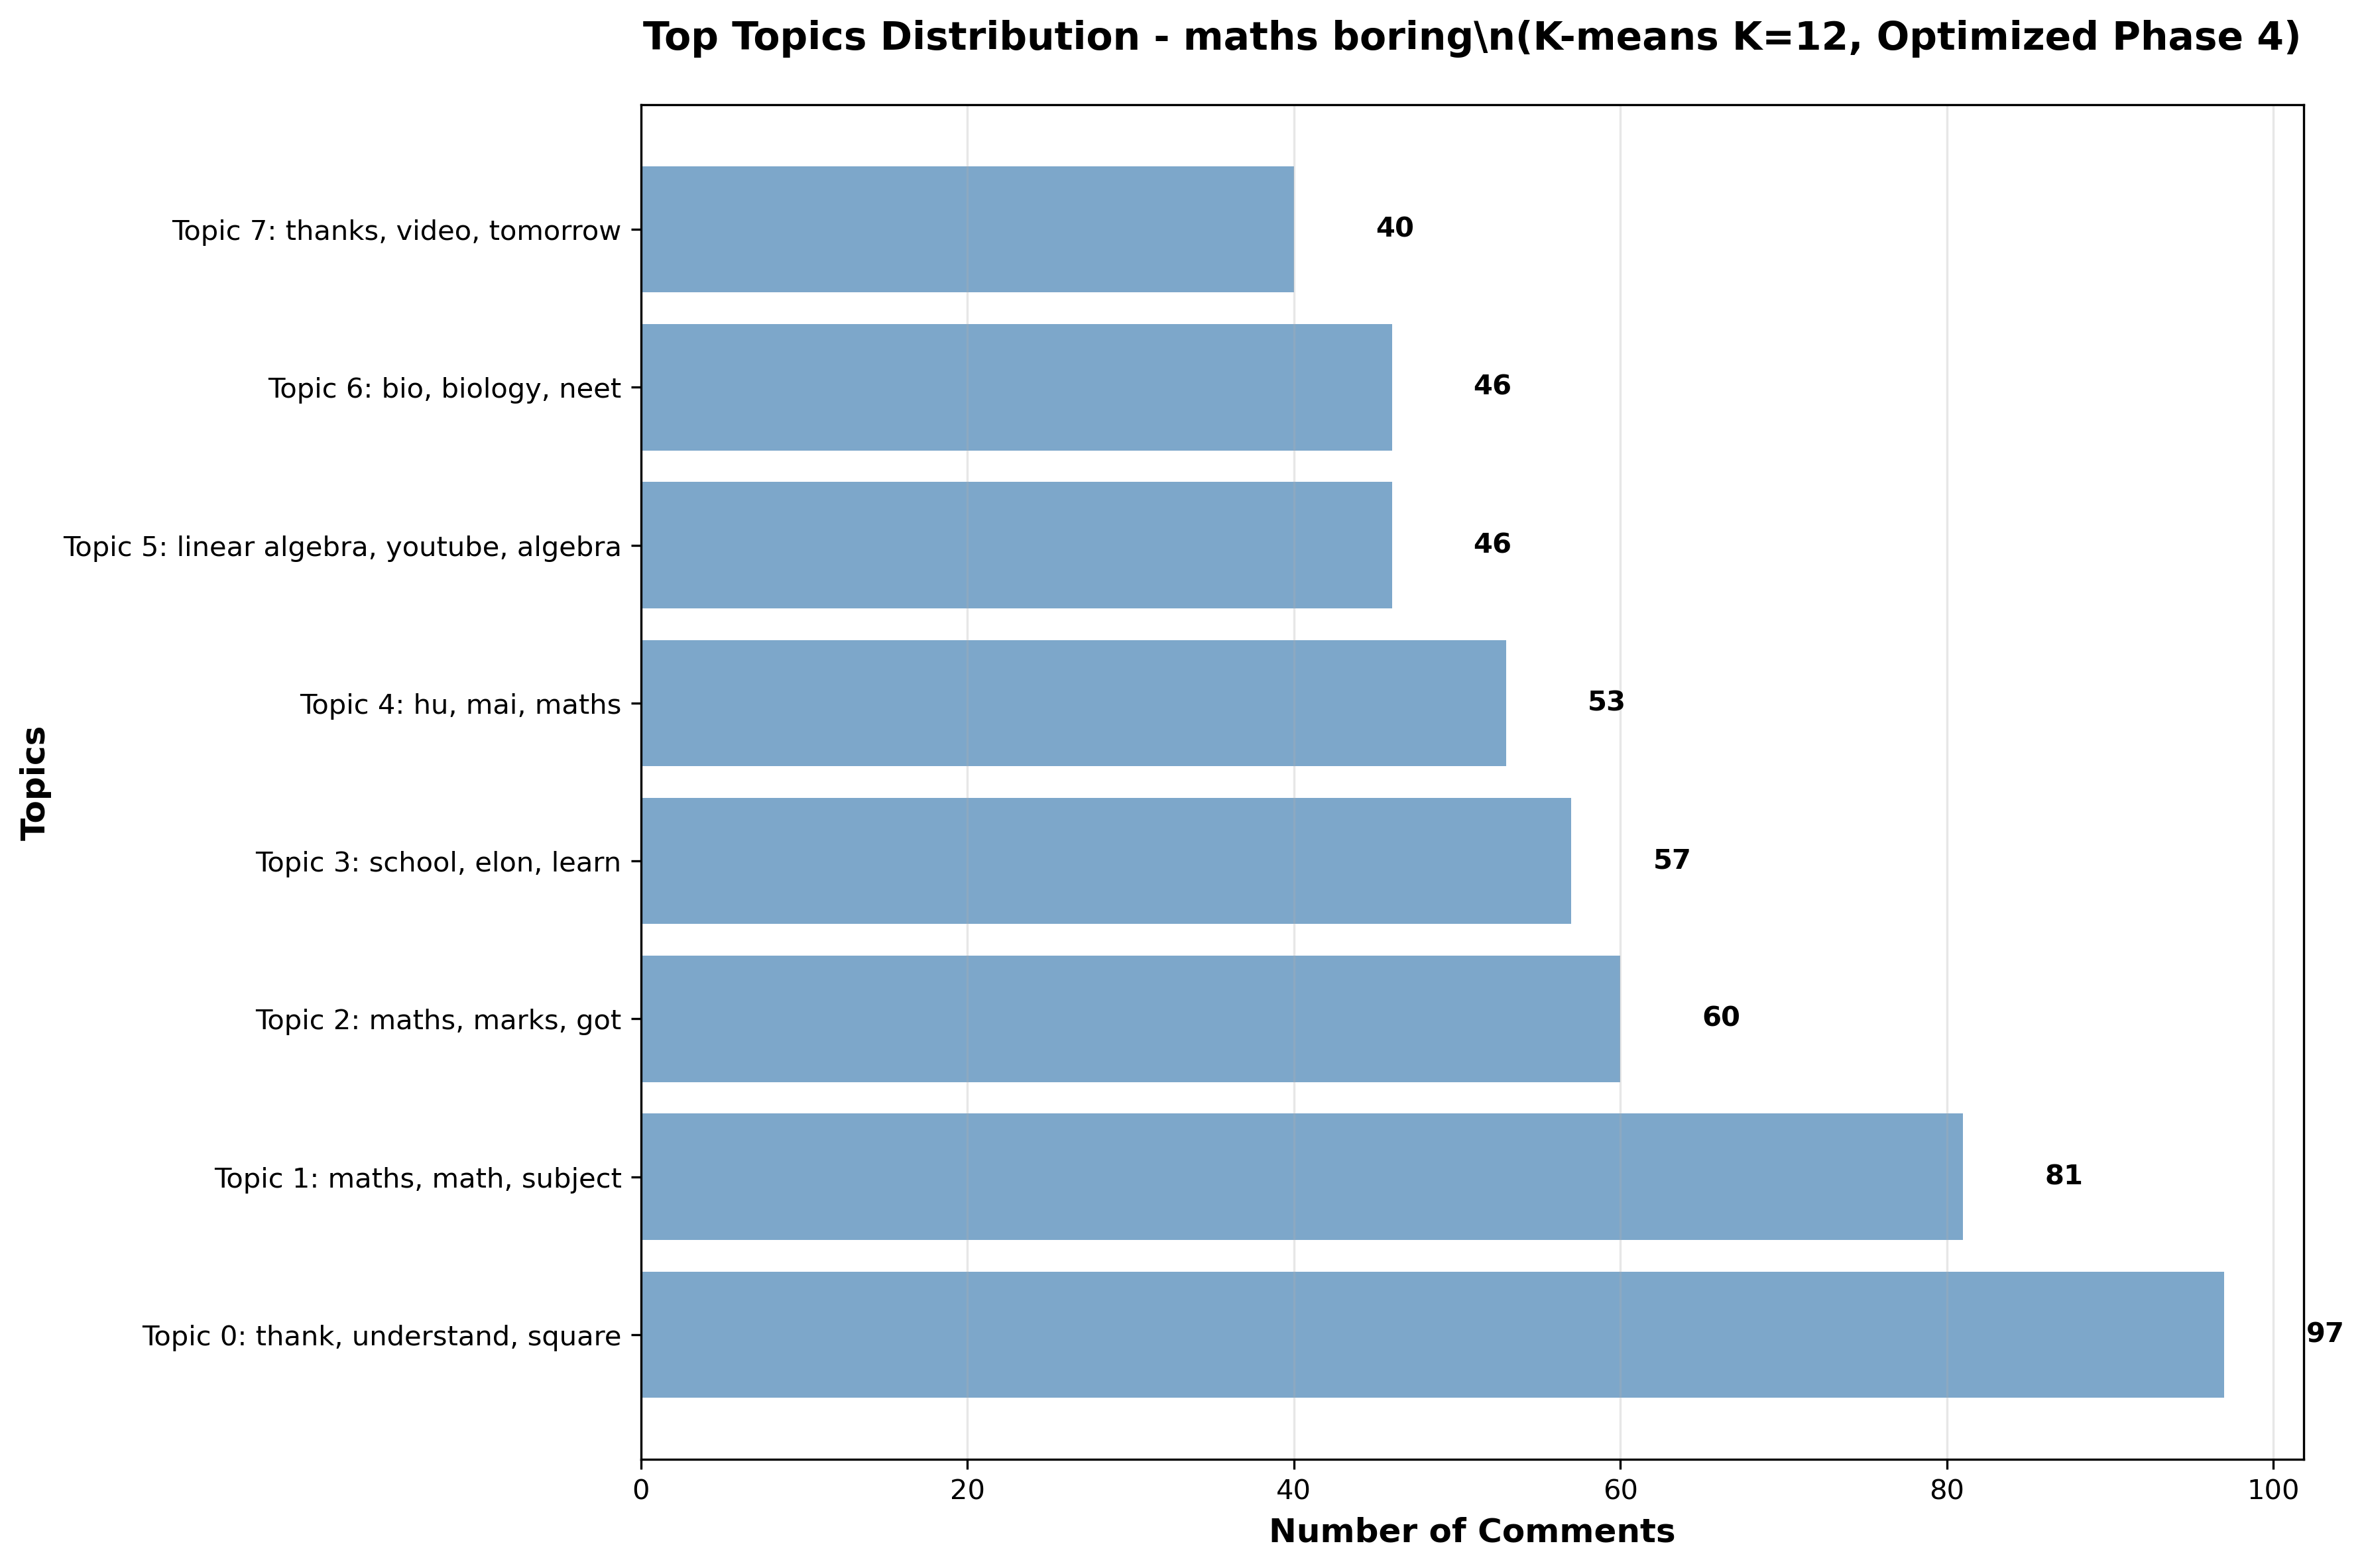 Top Topics Distribution - maths boring\n(K-means K=12, Optimized Phase 4)
Topic 7: thanks, video, tomorrow
40
Topic 6: bio, biology, neet
46
Topic 5: linear algebra, youtube, algebra
46
Topic 4: hu, mai, maths
53
Topic 3: school, elon, learn
57
Topic 2: maths, marks, got
60
Topic 1: maths, math, subject
81
Topic 0: thank, understand, square
97
Topics
0 20 40 60 80 100
Number of Comments